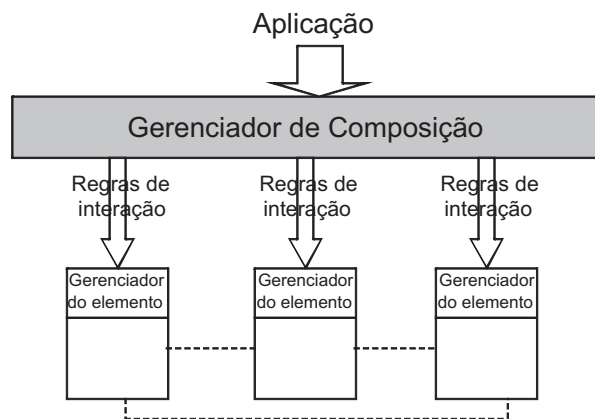 Aplicação
Gerenciador de Composição
Regras de
interação
Regras de
interação
Regras de
interação
Gerenciador
do elemento
Gerenciador
do elemento
Gerenciador
do elemento